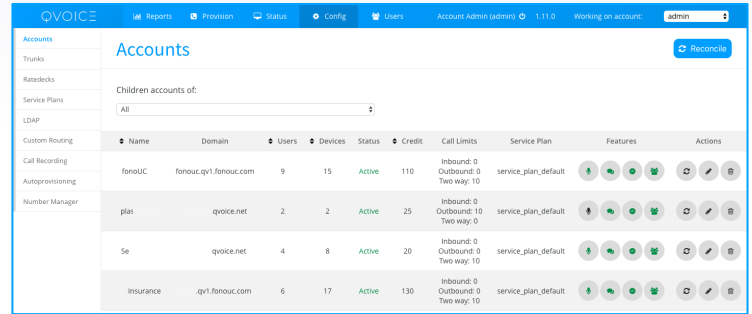 QVOICE
Reports
Provision
Status
Config
Users
Account Admin (admin)
1.11.0
Working on account:
admin
Accounts
Trunks
Ratedecks
Service Plans
LDAP
Custom Routing
Call Recording
Autoprovisioning
Number Manager
Accounts
Reconcile
Children accounts of:
All
Name Domain Users Devices Status Credit Call Limits Service Plan Features Actions
fonoUC fonouc.qv1.fonouc.com 9 15 Active 110 Inbound: 0
Outbound: 0
Two way: 10
service_plan_default
plas qvoice.net 2 2 Active 25 Inbound: 0
Outbound: 10
Two way: 0
service_plan_default
Se qvoice.net 4 8 Active 20 Inbound: 0
Outbound: 0
Two way: 10
service_plan_default
Insurance .qv1.fonouc.com 6 17 Active 130 Inbound: 0
Outbound: 0
Two way: 10
service_plan_default